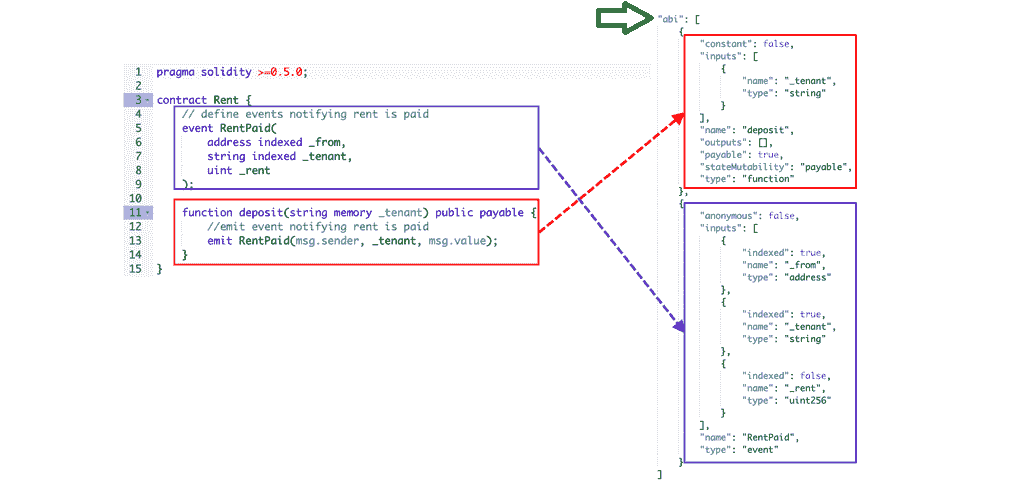 1 pragma solidity >=0.5.0;
2
3 contract Rent {
4 // define events notifying rent is paid
5 event RentPaid(
6 address indexed _from,
7 string indexed _tenant,
8 uint _rent
9 );
10
11 function deposit(string memory _tenant) public payable {
12 //emit event notifying rent is paid
13 emit RentPaid(msg.sender, _tenant, msg.value);
14 }
15 }
"abi": [
{
"constant": false,
"inputs": [
{
"name": "_tenant",
"type": "string"
}
],
"name": "deposit",
"outputs": [],
"payable": true,
"stateMutability": "payable",
"type": "function"
},
{
"anonymous": false,
"inputs": [
{
"indexed": true,
"name": "_from",
"type": "address"
},
{
"indexed": true,
"name": "_tenant",
"type": "string"
},
{
"indexed": false,
"name": "_rent",
"type": "uint256"
}
],
"name": "RentPaid",
"type": "event"
}
]